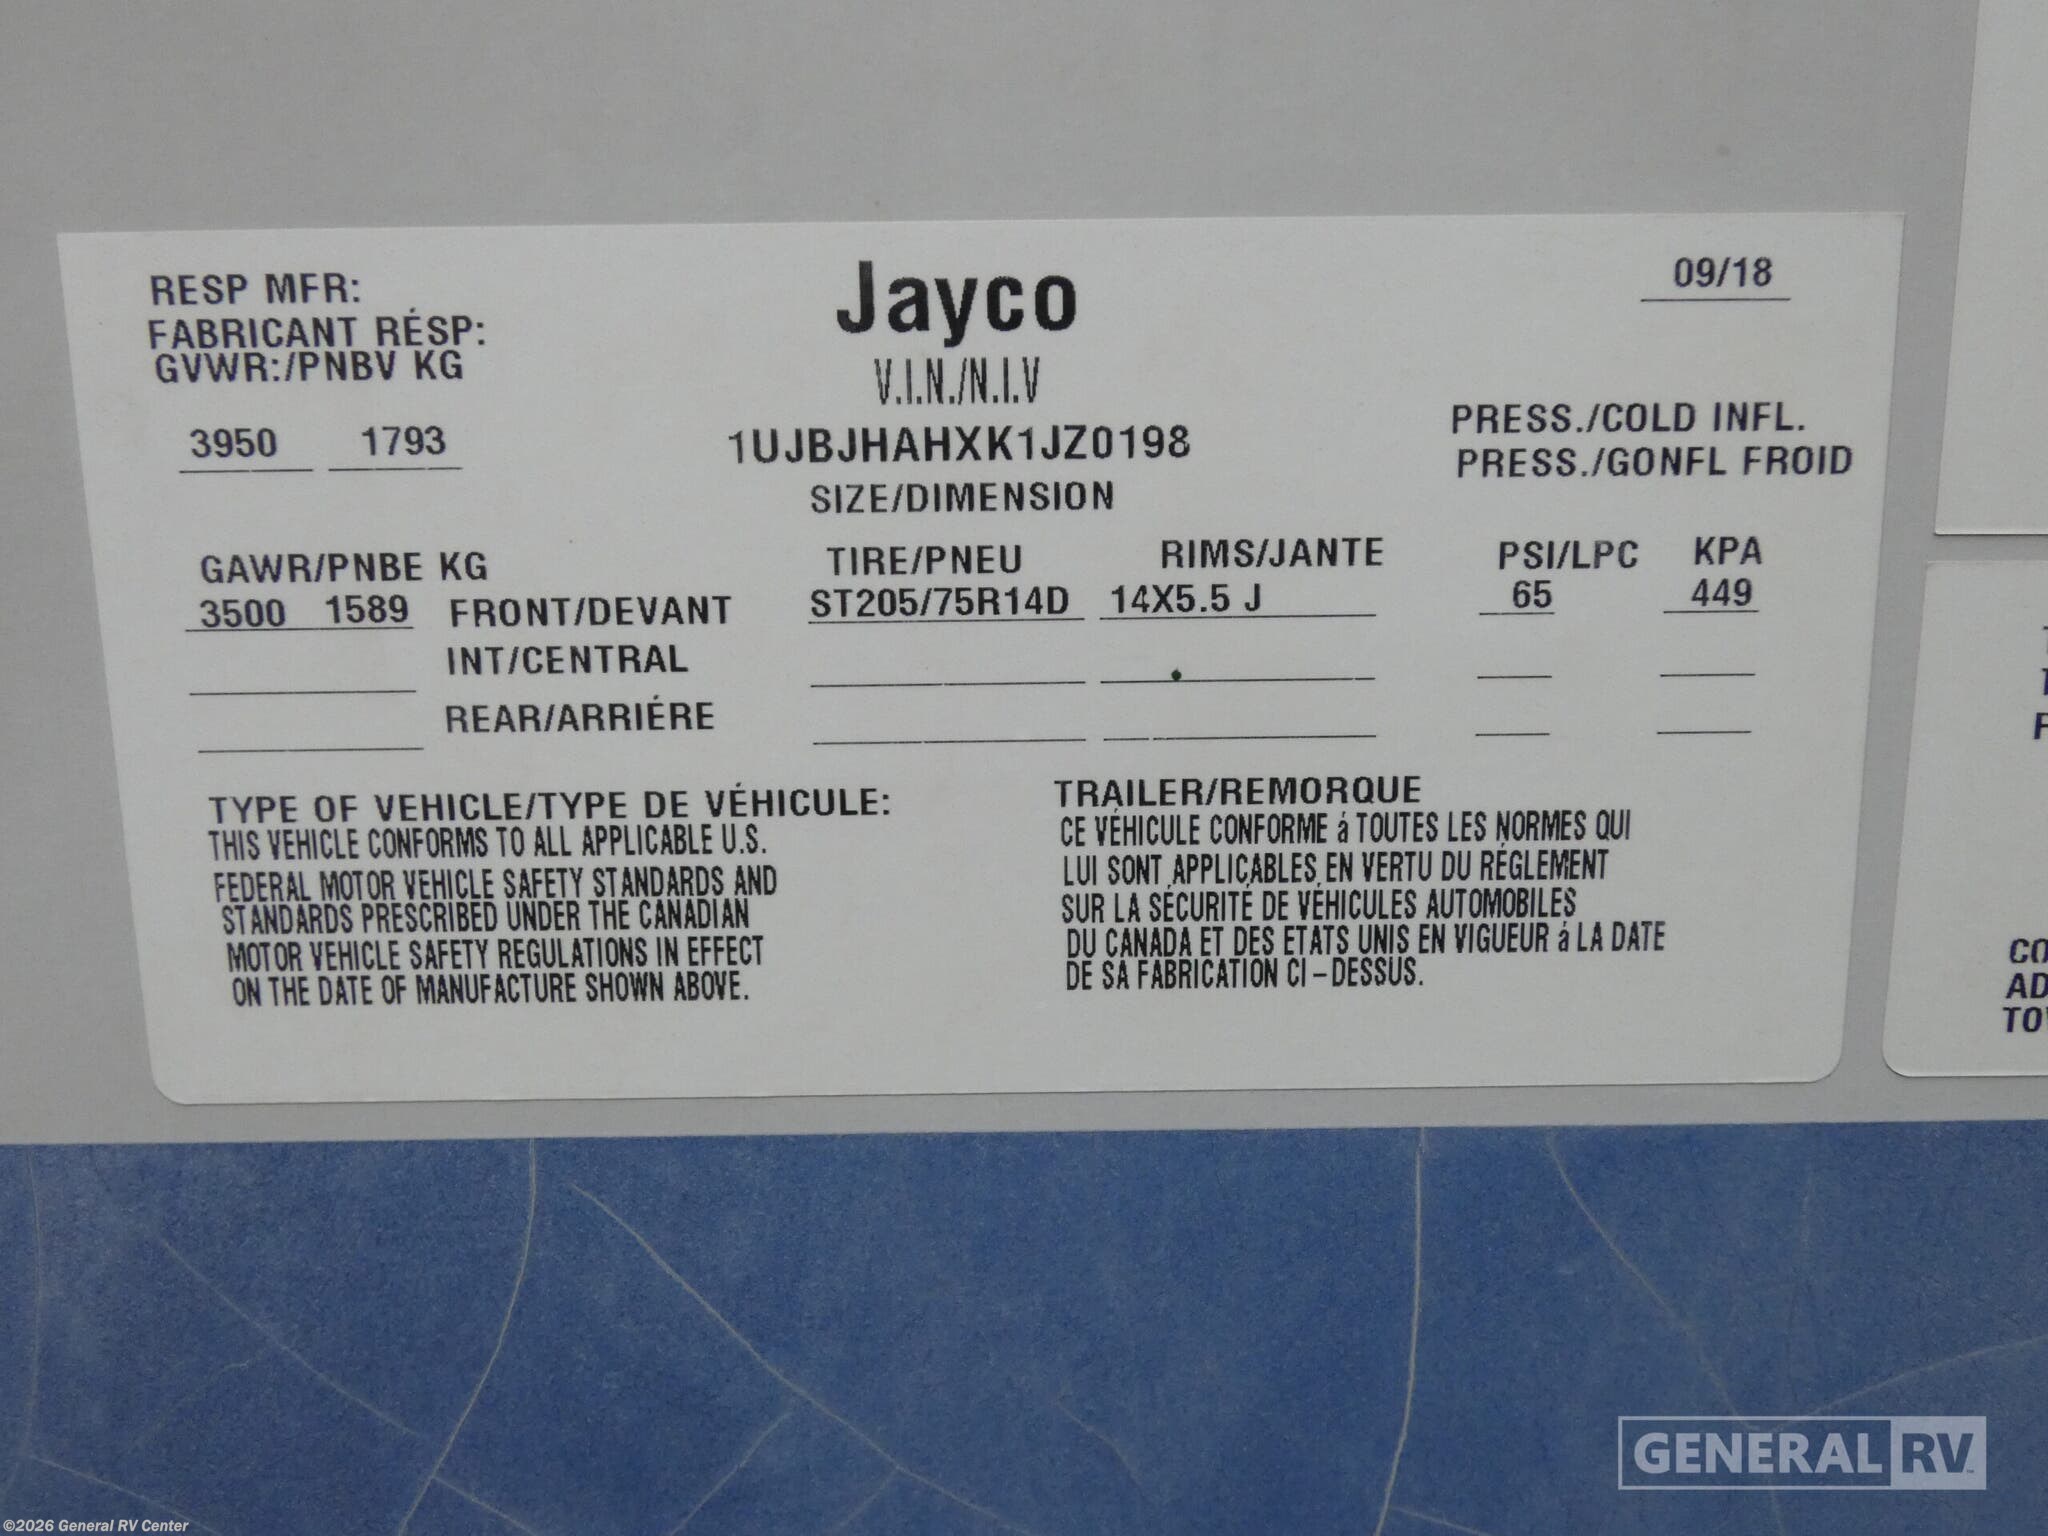 RESP MFR:
FABRICANT RÉSP:
GVWR:/PNBV KG
3950 1793
Jayco
V.I.N./N.I.V
1UJBJHAHXK1JZ0198
SIZE/DIMENSION
09/18
PRESS./COLD INFL.
PRESS./GONFL FROID
GAWR/PNBE KG TIRE/PNEU RIMS/JANTE PSI/LPC KPA
3500 1589 FRONT/DEVANT ST205/75R14D 14X5.5 J 65 449
INT/CENTRAL
REAR/ARRIÉRE
TYPE OF VEHICLE/TYPE DE VÉHICULE: TRAILER/REMORQUE
THIS VEHICLE CONFORMS TO ALL APPLICABLE U.S.
FEDERAL MOTOR VEHICLE SAFETY STANDARDS AND
STANDARDS PRESCRIBED UNDER THE CANADIAN
MOTOR VEHICLE SAFETY REGULATIONS IN EFFECT
ON THE DATE OF MANUFACTURE SHOWN ABOVE.
CE VÉHICULE CONFORME á TOUTES LES NORMES QUI
LUI SONT APPLICABLES EN VERTU DU RÉGLEMENT
SUR LA SÉCURITÉ DE VÉHICULES AUTOMOBILES
DU CANADA ET DES ETATS UNIS EN VIGUEUR á LA DATE
DE SA FABRICATION CI-DESSUS.
CO
AD
TO
GENERAL RV
©2026 General RV Center